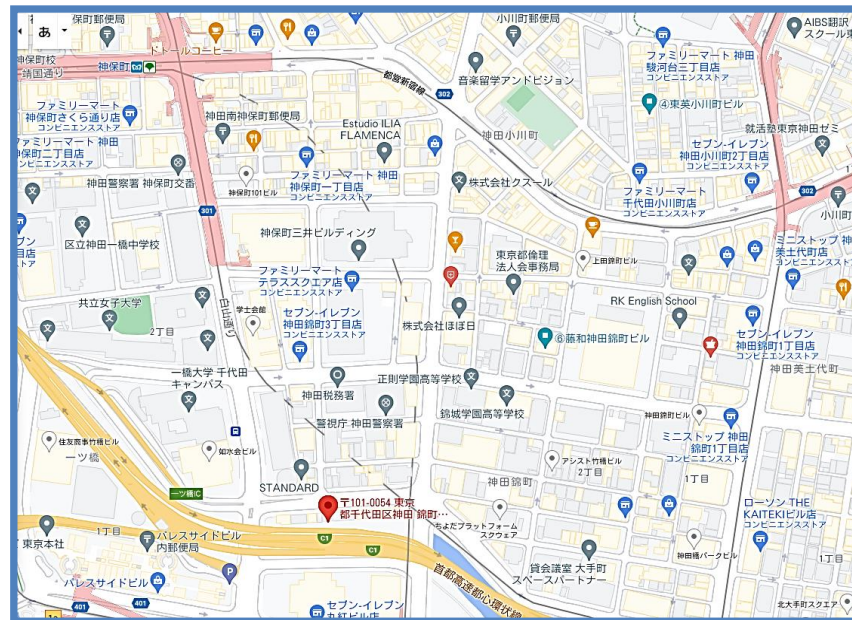 あ
保町郵便局
小川町郵便局
AIBS翻訳
スクール東
ドトールコーヒー
保町校
靖国通り
神保町
都営新宿線
302
音楽留学アンドビジョン
ファミリーマート 神田
駿河台三丁目店
コンビニエンスストア
④東英小川町ビル
ファミリーマート
神保町さくら通り店
コンビニエンスストア
神田南神保町郵便局
Estudio ILIA
FLAMENCA
神田小川町
就活塾東京神田ゼミ
ファミリーマート 神田
神保町二丁目店
コンビニエンスストア
神田警察署 神保町交番
神保町101ビル
ファミリーマート 神田
神保町一丁目店
コンビニエンスストア
セブン-イレブン
神田小川町2丁目店
コンビニエンスストア
株式会社クスール
ファミリーマート
千代田小川町店
コンビニエンスストア
302
301
小川町
区立神田一橋中学校
神保町三井ビルディング
東京都倫理
法人会事務局
上田錦町ビル
ミニストップ 神
美土代町店
コンビニエンスストア
ファミリーマート
テラススクエア店
コンビニエンスストア
RK English School
共立女子大学
2丁目
白山通り
学士会館
セブン-イレブン
神田錦町3丁目店
コンビニエンスストア
株式会社ほぼ日
⑥藤和神田錦町ビル
セブン-イレブン
神田錦町1丁目店
コンビニエンスストア
神田美土代町
一橋大学 千代田
キャンパス
神田税務署
正則学園高等学校
錦城学園高等学校
警視庁 神田警察署
神田錦町ビル
住友商事竹橋ビル
一ツ橋
如水会ビル
アシスト竹橋ビル
2丁目
ミニストップ 神田
錦町1丁目店
コンビニエンスストア
STANDARD
神田錦町
1丁目
一ツ橋IC
〒101-0054 東京
都千代田区神田 錦町…
ローソン THE
KAITEKIビル店
コンビニエンスストア
ちよだプラットフォーム
スクウェア
1丁目
東京本社
パレスサイドビル
内郵便局
C1
C1
神田橋パークビル
1丁目
パレスサイドビル
P
首都高速都心環状線
貸会議室 大手町
スペースパートナー
401
401
セブン-イレブン
丸紅ビル店
北大手町スクエア